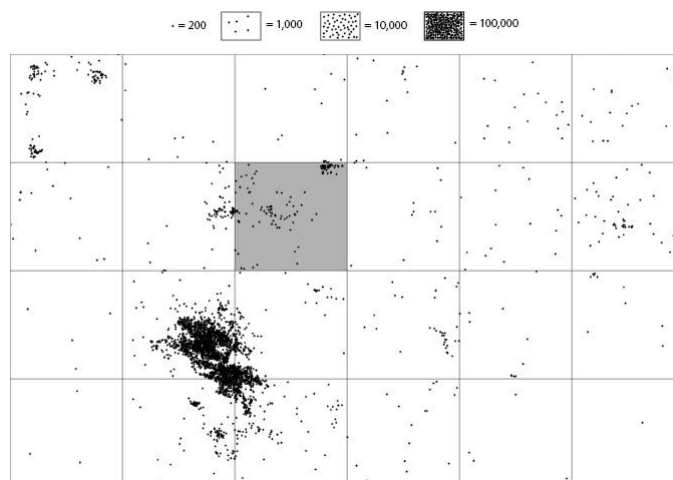 = 200 = 1,000 = 10,000 = 100,000